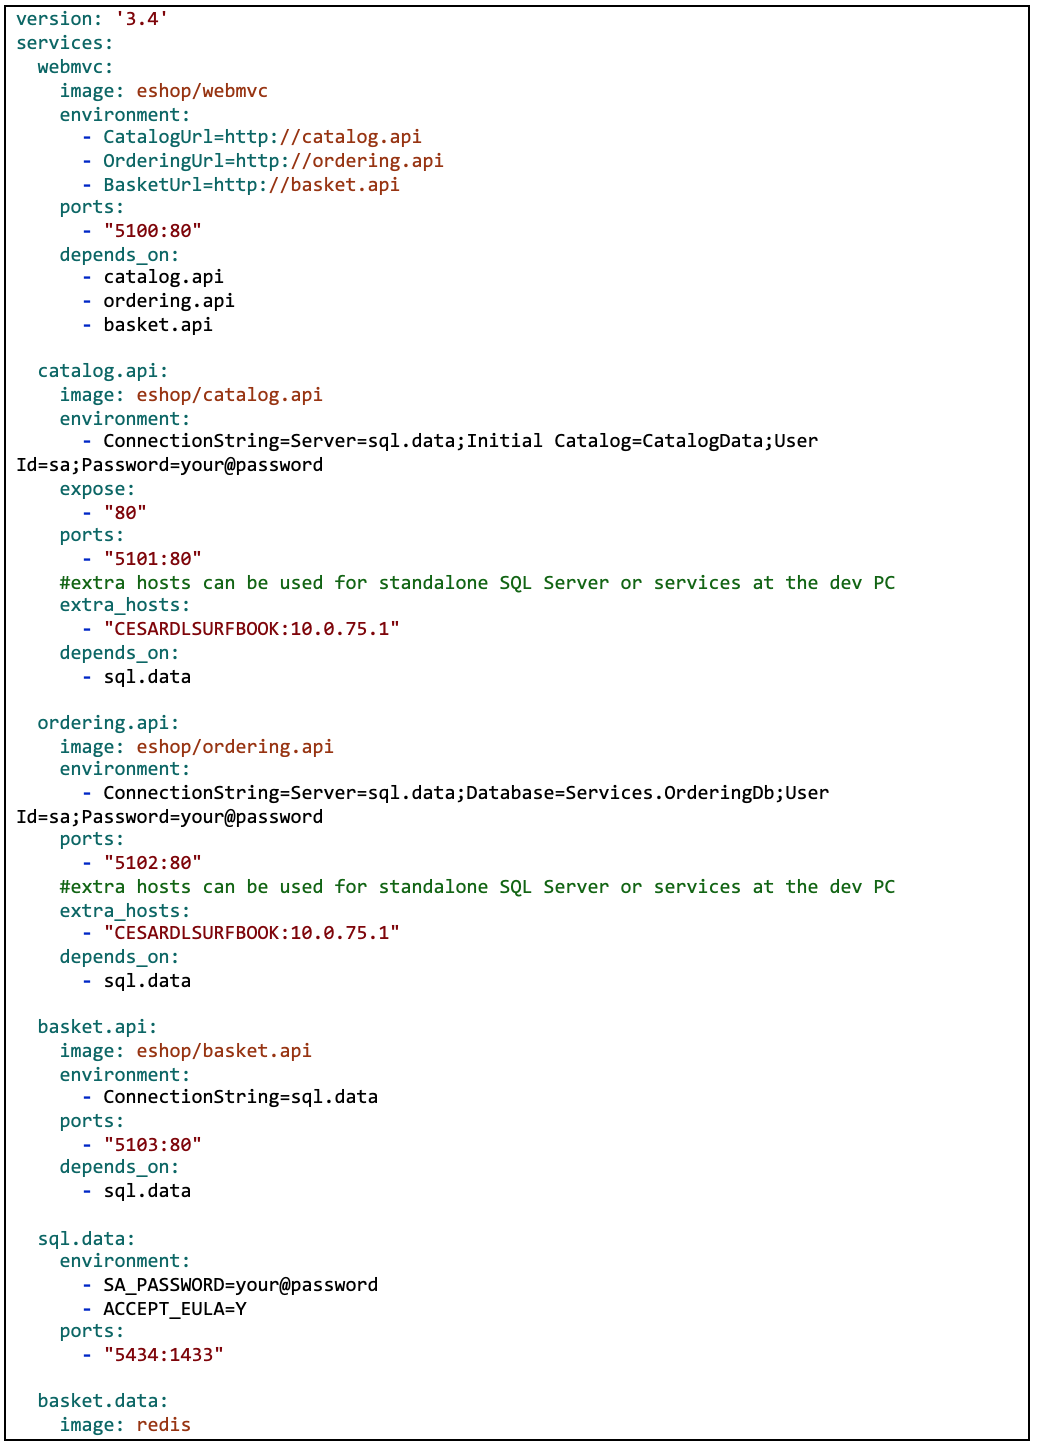 version: '3.4'
services:
  webmvc:
    image: eshop/webmvc
    environment:
      - CatalogUrl=http://catalog.api
      - OrderingUrl=http://ordering.api
      - BasketUrl=http://basket.api
    ports:
      - "5100:80"
    depends_on:
      - catalog.api
      - ordering.api
      - basket.api

  catalog.api:
    image: eshop/catalog.api
    environment:
      - ConnectionString=Server=sql.data;Initial Catalog=CatalogData;User
Id=sa;Password=your@password
    expose:
      - "80"
    ports:
      - "5101:80"
    #extra hosts can be used for standalone SQL Server or services at the dev PC
    extra_hosts:
      - "CESARDLSURFBOOK:10.0.75.1"
    depends_on:
      - sql.data

  ordering.api:
    image: eshop/ordering.api
    environment:
      - ConnectionString=Server=sql.data;Database=Services.OrderingDb;User
Id=sa;Password=your@password
    ports:
      - "5102:80"
    #extra hosts can be used for standalone SQL Server or services at the dev PC
    extra_hosts:
      - "CESARDLSURFBOOK:10.0.75.1"
    depends_on:
      - sql.data

  basket.api:
    image: eshop/basket.api
    environment:
      - ConnectionString=sql.data
    ports:
      - "5103:80"
    depends_on:
      - sql.data

  sql.data:
    environment:
      - SA_PASSWORD=your@password
      - ACCEPT_EULA=Y
    ports:
      - "5434:1433"

  basket.data:
    image: redis